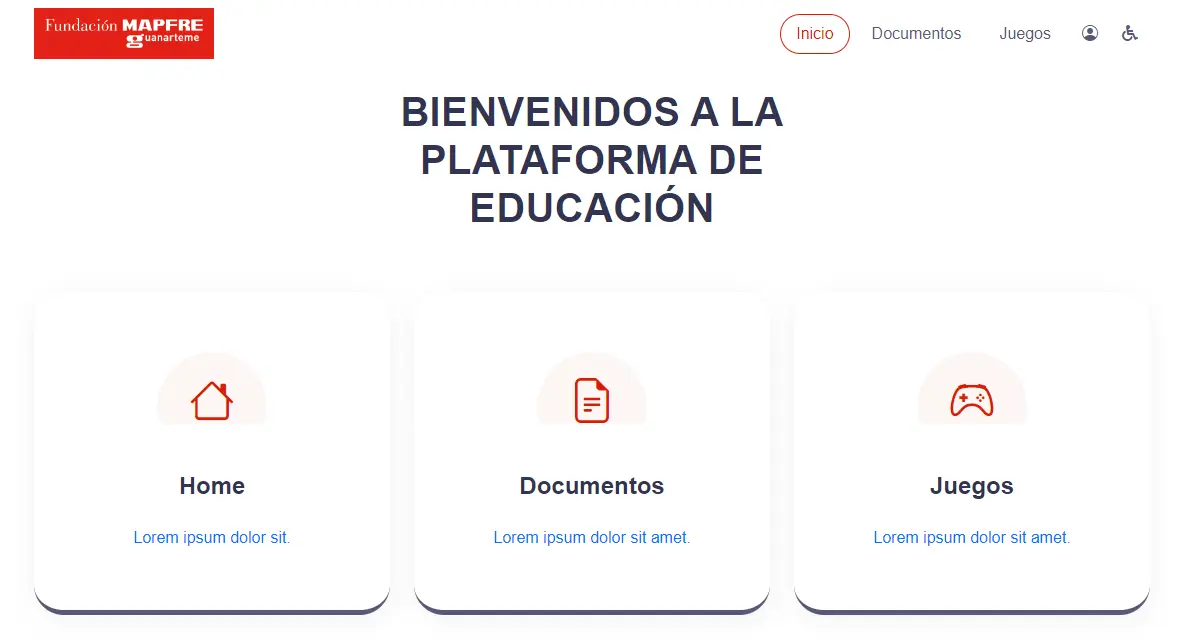 Fundación MAPFRE
guanarteme
Inicio
Documentos
Juegos
BIENVENIDOS A LA
PLATAFORMA DE
EDUCACIÓN
Home
Lorem ipsum dolor sit.
Documentos
Lorem ipsum dolor sit amet.
Juegos
Lorem ipsum dolor sit amet.